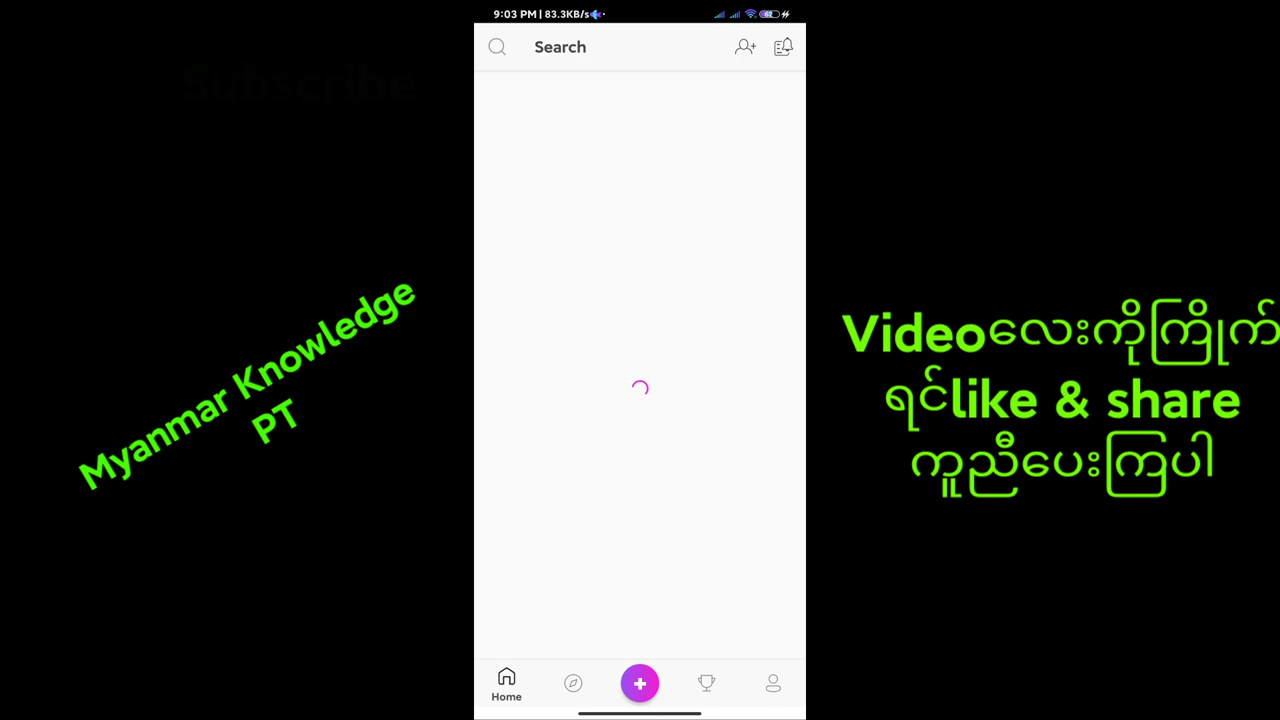 9:03 PM | 83.3KB/s
62
Search
Subscribe
Myanmar Knowledge
PT
Videoလေးကိုကြိုက်
ရင်like & share
ကူညီပေးကြပါ
Home